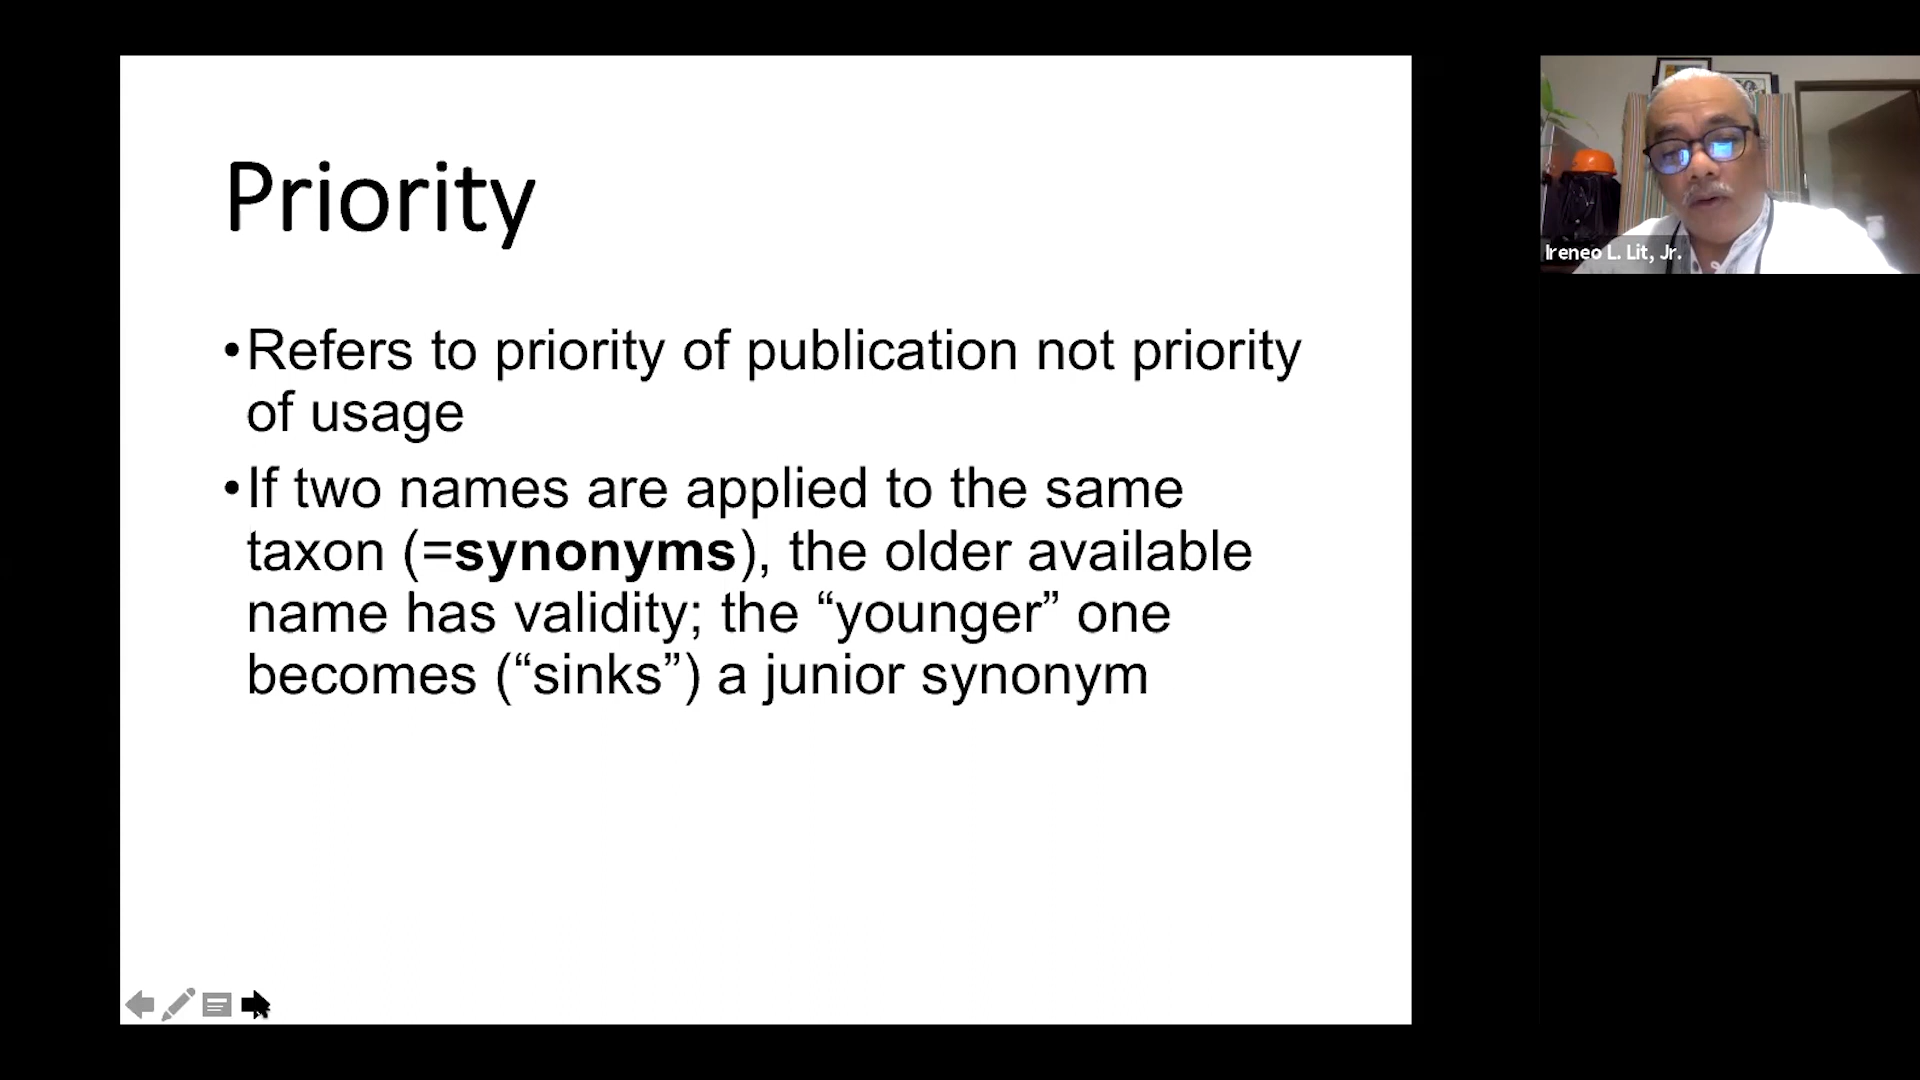 Priority
•Refers to priority of publication not priority
of usage
•If two names are applied to the same
taxon (=synonyms), the older available
name has validity; the “younger” one
becomes (“sinks”) a junior synonym
Ireneo L. Lit, Jr.